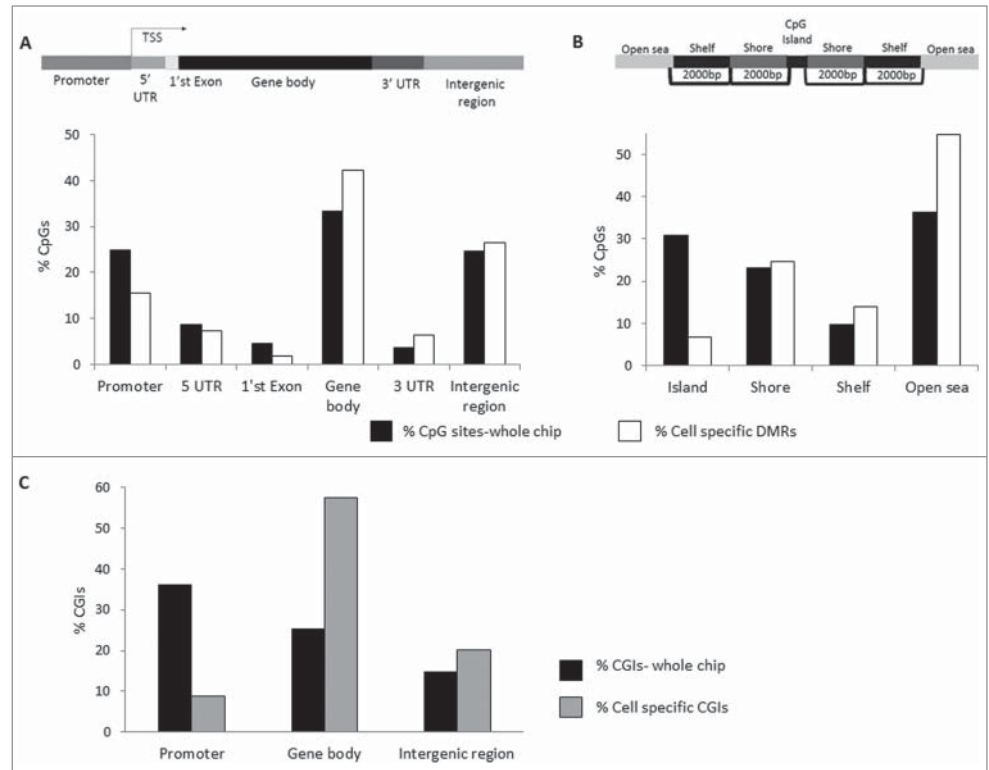 A
TSS
Promoter
5'
UTR
1'st Exon
Gene body
3' UTR
Intergenic
region
50
40
30
20
10
0
% CpGs
Promoter
5 UTR
1'st Exon
Gene
body
3 UTR
Intergenic
region
B
CpG
Island
Open sea
Shelf
Shore
Shore
Shelf
Open sea
2000bp
2000bp
2000bp
2000bp
50
40
30
20
10
0
% CpGs
Island
Shore
Shelf
Open sea
% CpG sites-whole chip
% Cell specific DMRs
C
60
50
40
30
20
10
0
% CGIs
Promoter
Gene body
Intergenic region
% CGIs- whole chip
% Cell specific CGIs